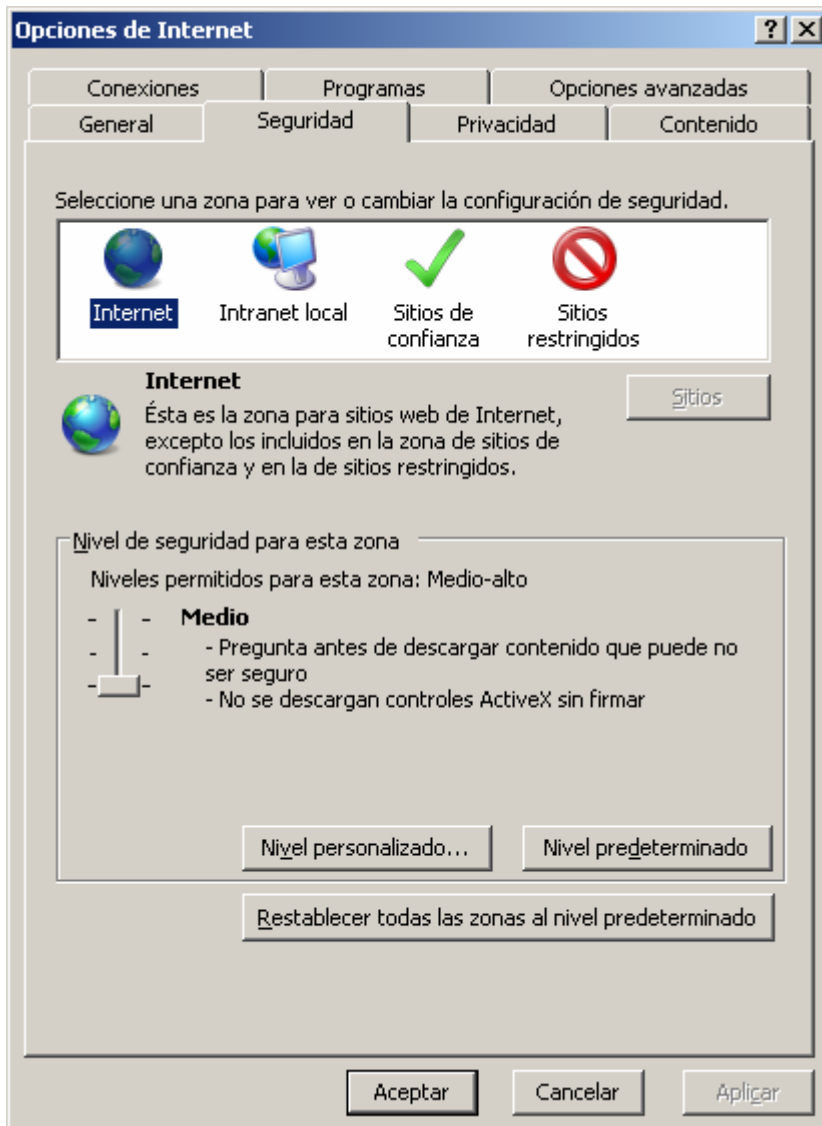 Opciones de Internet
Conexiones Programas Opciones avanzadas
General Seguridad Privacidad Contenido
Seleccione una zona para ver o cambiar la configuración de seguridad.
Internet Intranet local Sitios de confianza Sitios restringidos
Internet
Sitios
Ésta es la zona para sitios web de Internet,
excepto los incluidos en la zona de sitios de
confianza y en la de sitios restringidos.
Nivel de seguridad para esta zona
Niveles permitidos para esta zona: Medio-alto
Medio
- Pregunta antes de descargar contenido que puede no
ser seguro
- No se descargan controles ActiveX sin firmar
Nivel personalizado... Nivel predeterminado
Restablecer todas las zonas al nivel predeterminado
Aceptar Cancelar Aplicar